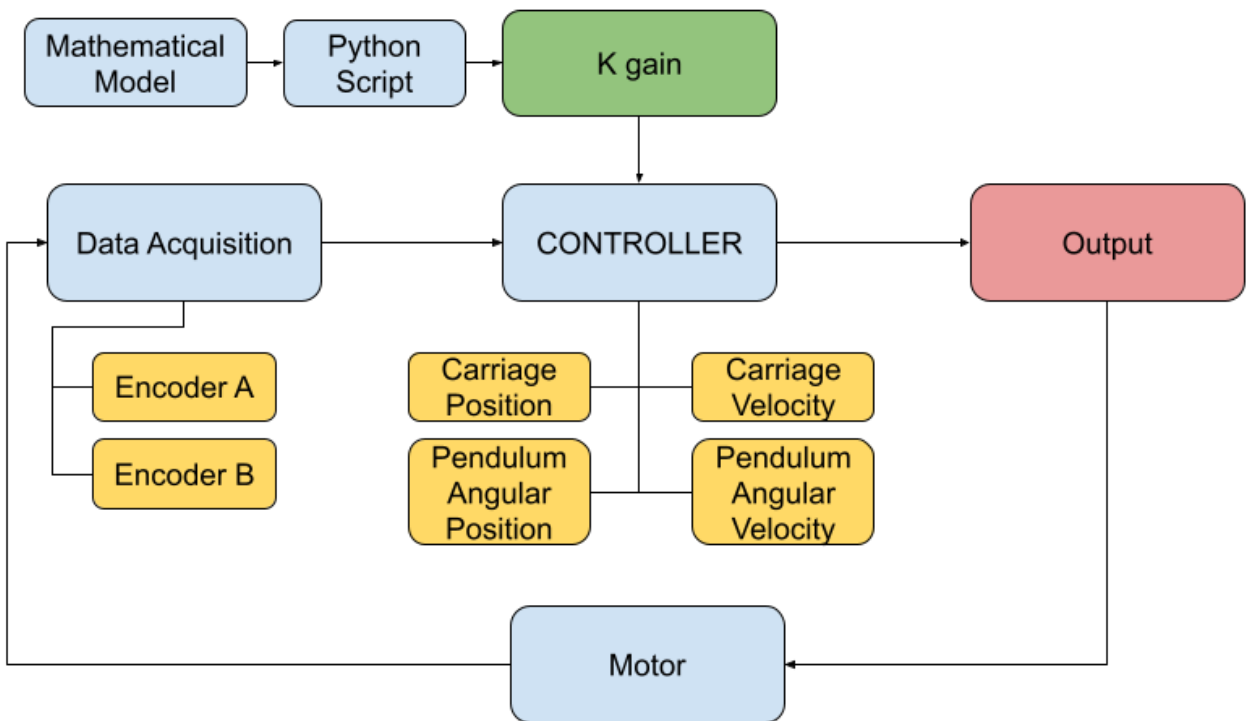 Mathematical
Model
Python
Script
K gain
Data Acquisition
CONTROLLER
Output
Encoder A
Encoder B
Carriage
Position
Carriage
Velocity
Pendulum
Angular
Position
Pendulum
Angular
Velocity
Motor